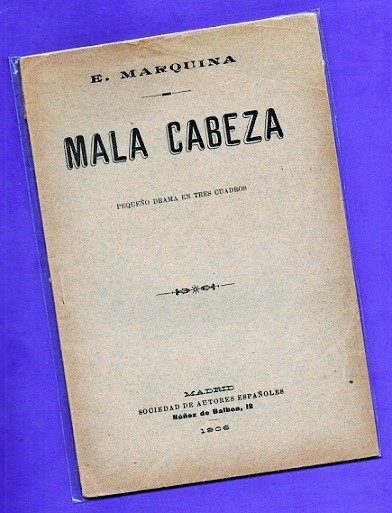 E. MARQUINA
MALA CABEZA
PEQUEÑO DRAMA EN TRES CUADROS
MADRID
SOCIEDAD DE AUTORES ESPAÑOLES
Núñez de Balboa, 12
1906